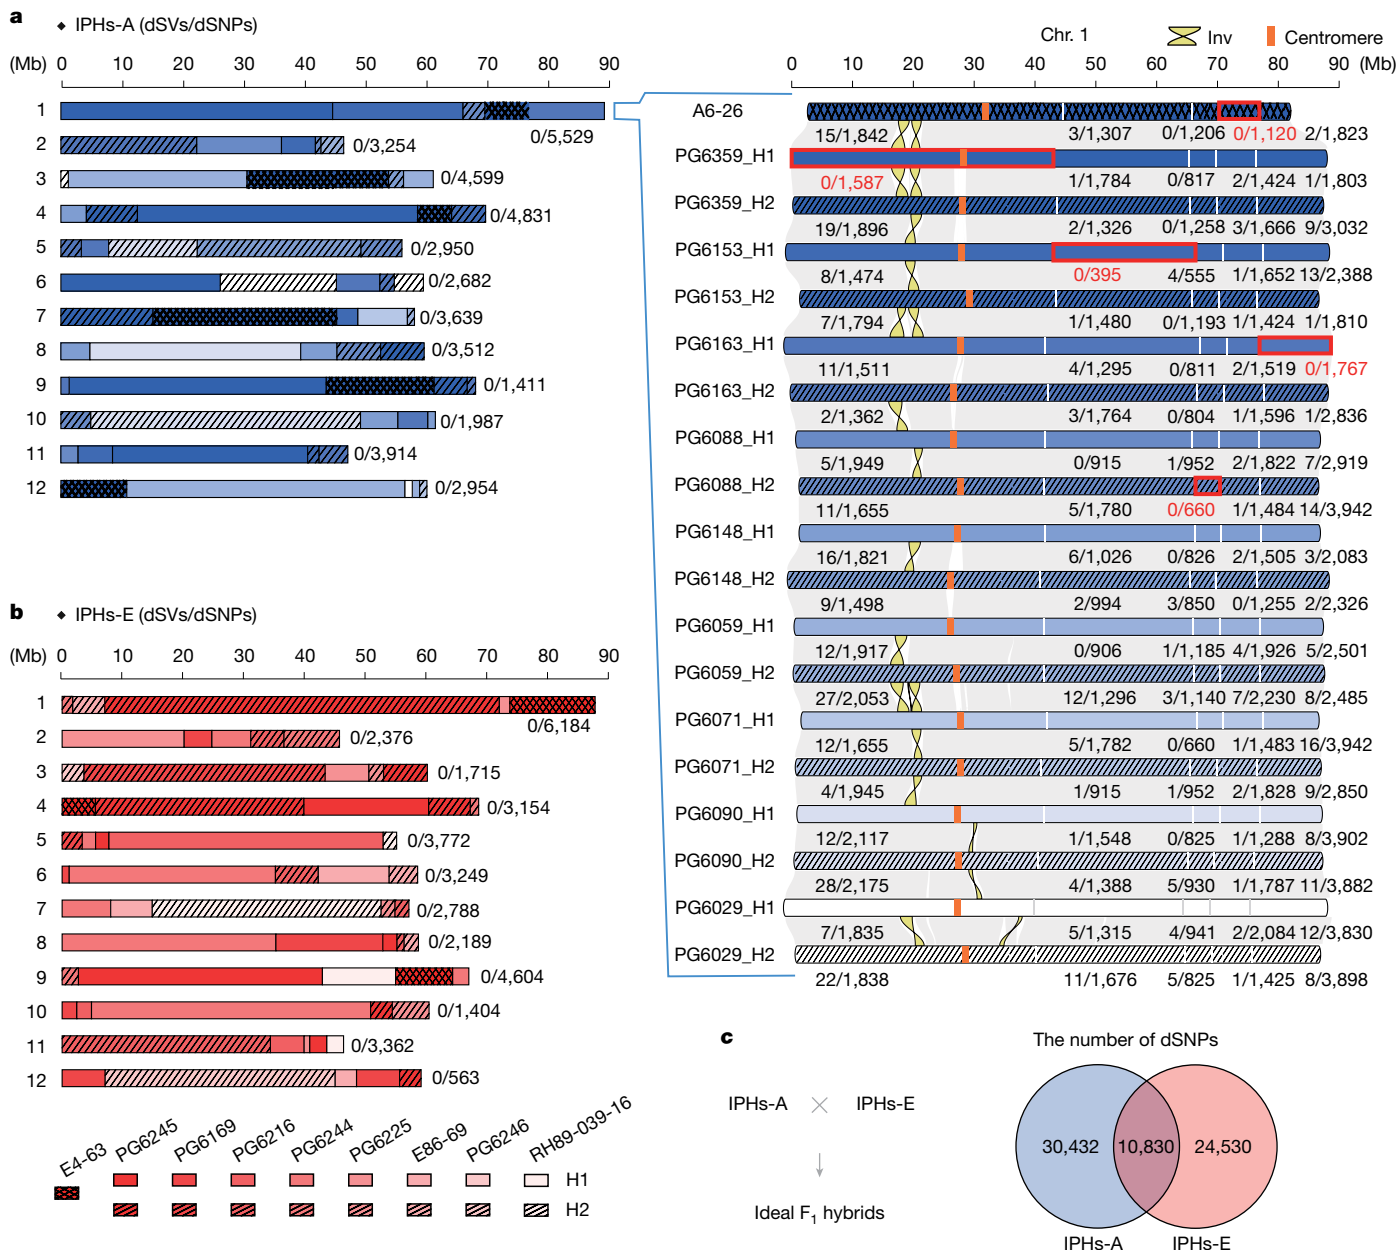 a
IPHs-A (dSVs/dSNPs)
(Mb) 0 10 20 30 40 50 60 70 80 90
1 0/5,529
2 0/3,254
3 0/4,599
4 0/4,831
5 0/2,950
6 0/2,682
7 0/3,639
8 0/3,512
9 0/1,411
10 0/1,987
11 0/3,914
12 0/2,954
Chr. 1 Inv Centromere
0 10 20 30 40 50 60 70 80 90 (Mb)
A6-26
15/1,842 3/1,307 0/1,206 0/1,120 2/1,823
PG6359_H1
0/1,587 1/1,784 0/817 2/1,424 1/1,803
PG6359_H2
19/1,896 2/1,326 0/1,258 3/1,666 9/3,032
PG6153_H1
8/1,474 0/395 4/555 1/1,652 13/2,388
PG6153_H2
7/1,794 1/1,480 0/1,193 1/1,424 1/1,810
PG6163_H1
11/1,511 4/1,295 0/811 2/1,519 0/1,767
PG6163_H2
2/1,362 3/1,764 0/804 1/1,596 1/2,836
PG6088_H1
5/1,949 0/915 1/952 2/1,822 7/2,919
PG6088_H2
11/1,655 5/1,780 0/660 1/1,484 14/3,942
PG6148_H1
16/1,821 6/1,026 0/826 2/1,505 3/2,083
PG6148_H2
9/1,498 2/994 3/850 0/1,255 2/2,326
PG6059_H1
12/1,917 0/906 1/1,185 4/1,926 5/2,501
PG6059_H2
27/2,053 12/1,296 3/1,140 7/2,230 8/2,485
PG6071_H1
12/1,655 5/1,782 0/660 1/1,483 16/3,942
PG6071_H2
4/1,945 1/915 1/952 2/1,828 9/2,850
PG6090_H1
12/2,117 1/1,548 0/825 1/1,288 8/3,902
PG6090_H2
28/2,175 4/1,388 5/930 1/1,787 11/3,882
PG6029_H1
7/1,835 5/1,315 4/941 2/2,084 12/3,830
PG6029_H2
22/1,838 11/1,676 5/825 1/1,425 8/3,898
b
IPHs-E (dSVs/dSNPs)
(Mb) 0 10 20 30 40 50 60 70 80 90
1 0/6,184
2 0/2,376
3 0/1,715
4 0/3,154
5 0/3,772
6 0/3,249
7 0/2,788
8 0/2,189
9 0/4,604
10 0/1,404
11 0/3,362
12 0/563
E4-63 PG6245 PG6169 PG6216 PG6244 PG6225 E86-69 PG6246 RH89-039-16
H1
H2
c
The number of dSNPs
IPHs-A × IPHs-E
Ideal F1 hybrids
30,432 10,830 24,530
IPHs-A IPHs-E